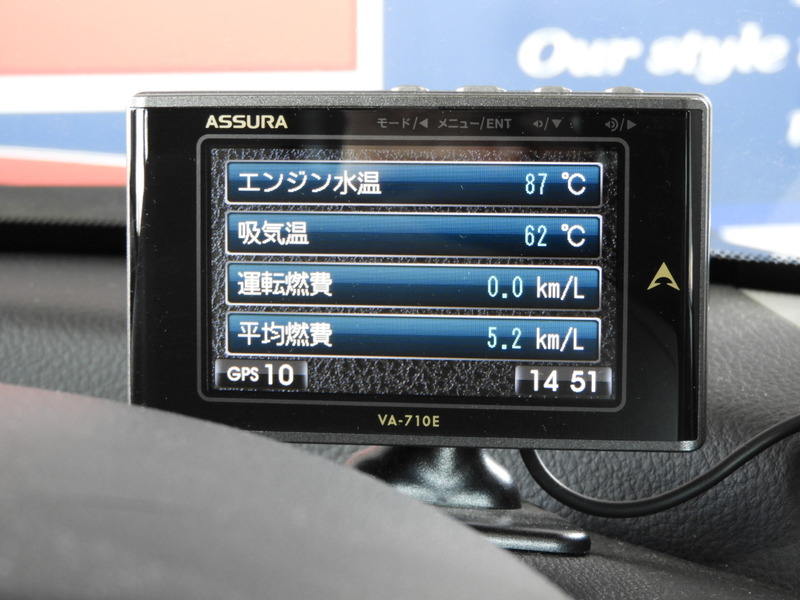 Our style
ASSURA
モード/◀ メニュー/ENT
エンジン水温 87 ℃
吸気温 62 ℃
運転燃費 0.0 km/L
平均燃費 5.2 km/L
GPS 10 14 51
VA-710E